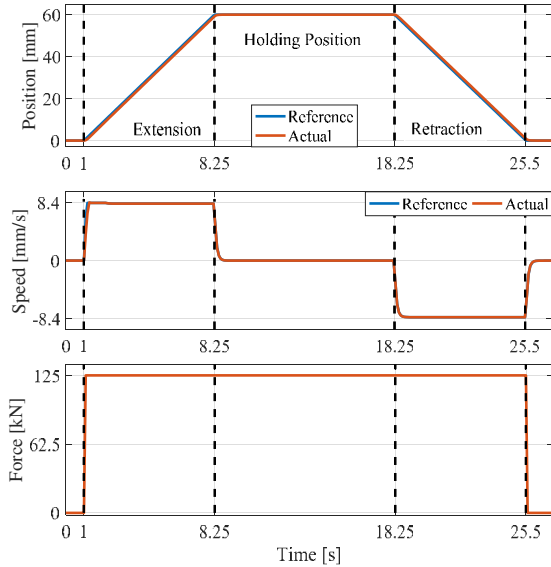 Position [mm]
60
40
20
0
Holding Position
Extension
Reference
Actual
Retraction
0 1 8.25 18.25 25.5
Speed [mm/s]
8.4
0
-8.4
Reference Actual
0 1 8.25 18.25 25.5
Force [kN]
125
62.5
0
0 1 8.25 18.25 25.5
Time [s]